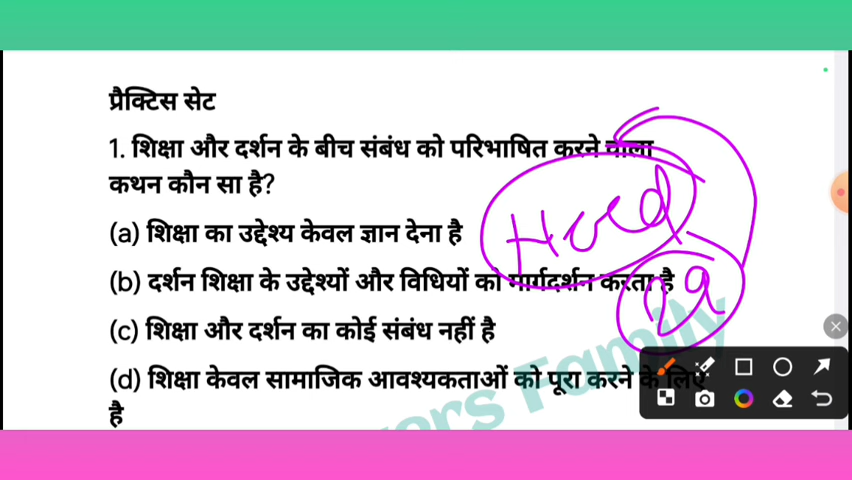 प्रैक्टिस सेट
1. शिक्षा और दर्शन के बीच संबंध को परिभाषित करने वाला
कथन कौन सा है?
(a) शिक्षा का उद्देश्य केवल ज्ञान देना है
(b) दर्शन शिक्षा के उद्देश्यों और विधियों को मार्गदर्शन करता है
(c) शिक्षा और दर्शन का कोई संबंध नहीं है
(d) शिक्षा केवल सामाजिक आवश्यकताओं को पूरा करने के लिए
है
Family